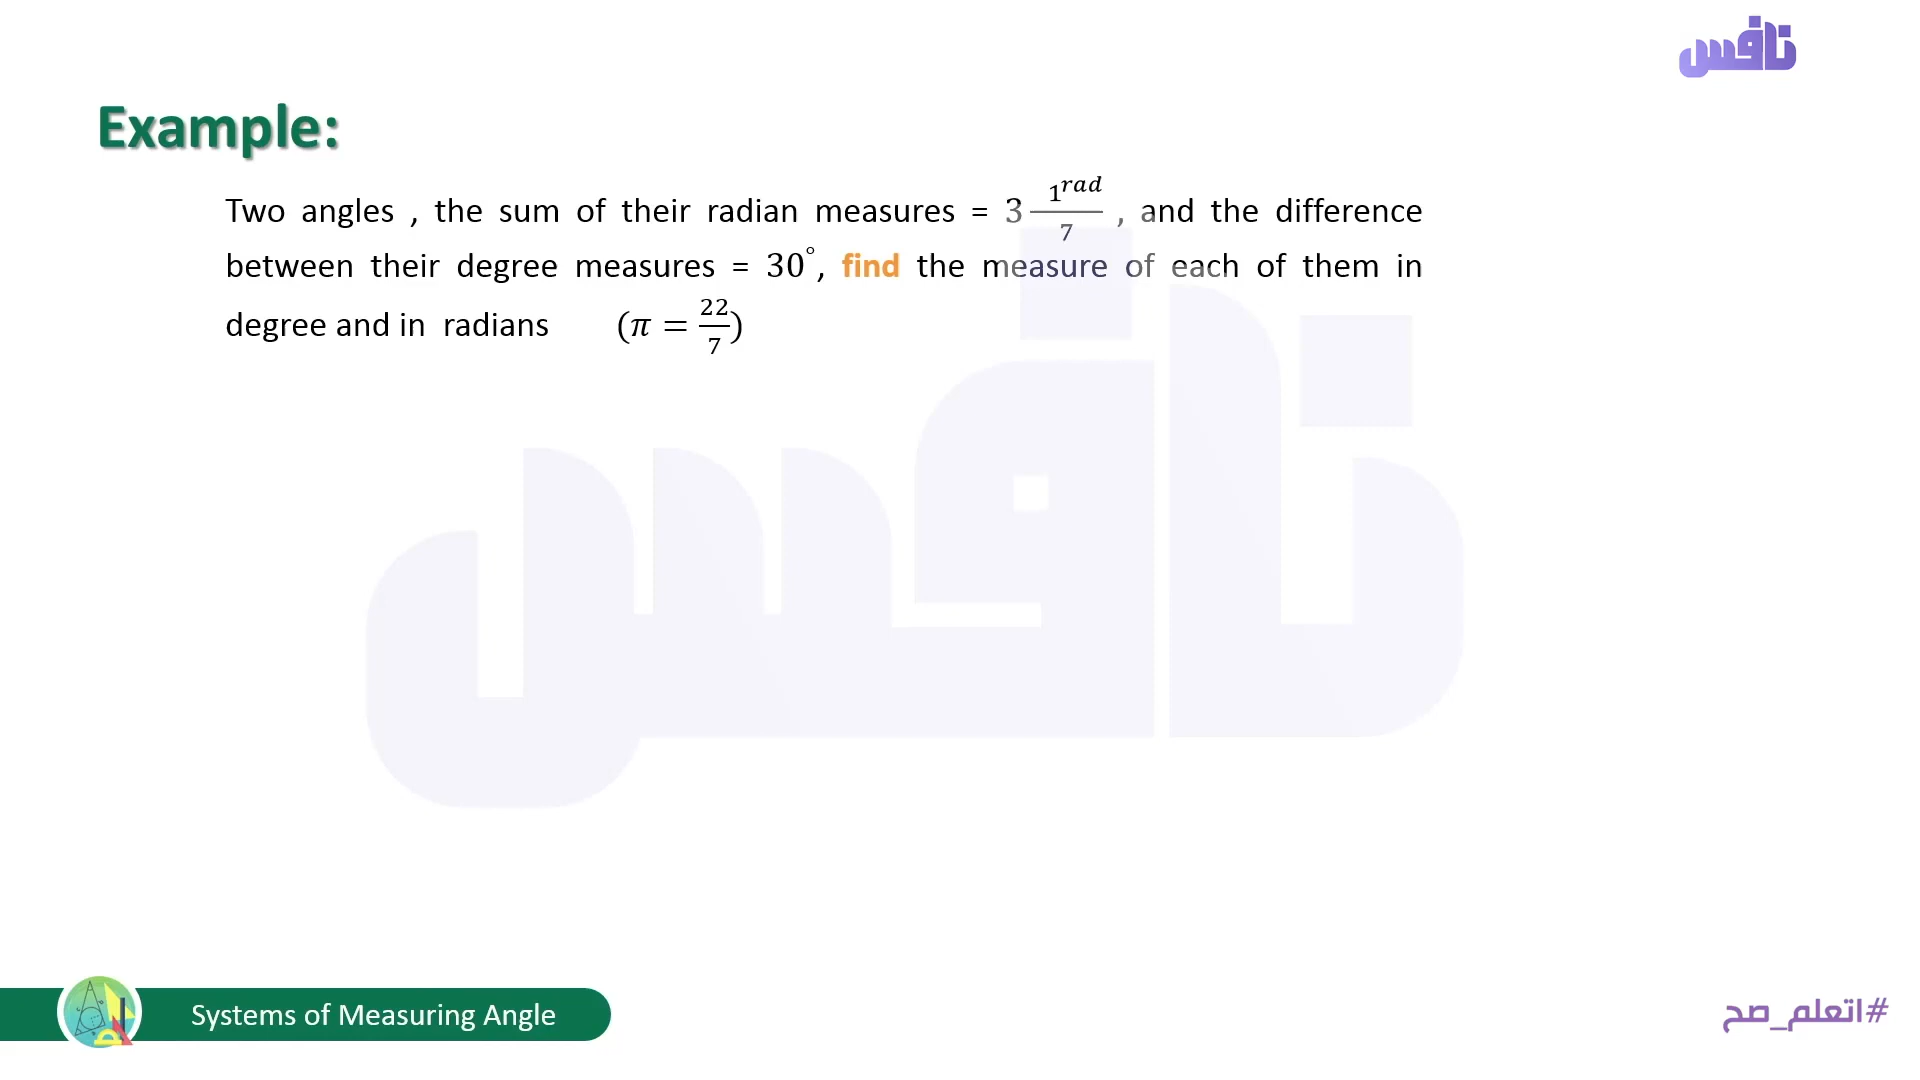 نافس
Example:
Two angles , the sum of their radian measures = 3 1^rad/7 , and the difference
between their degree measures = 30°, find the measure of each of them in
degree and in radians (π = 22/7)
نافس
Systems of Measuring Angle
#اتعلم_صح